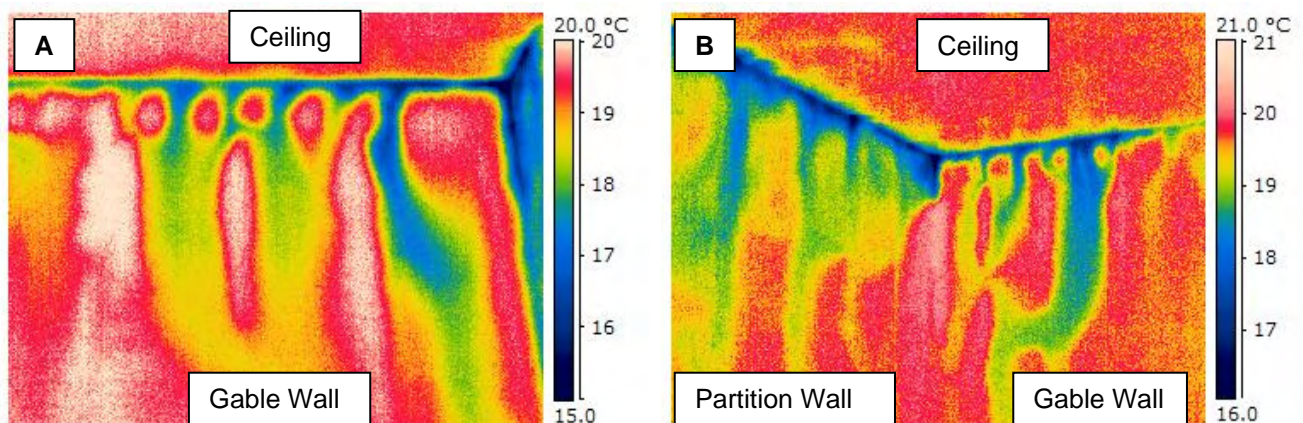 A
Ceiling
20.0 °C
20
19
18
17
16
15.0
Gable Wall
B
Ceiling
21.0 °C
21
20
19
18
17
16.0
Partition Wall
Gable Wall